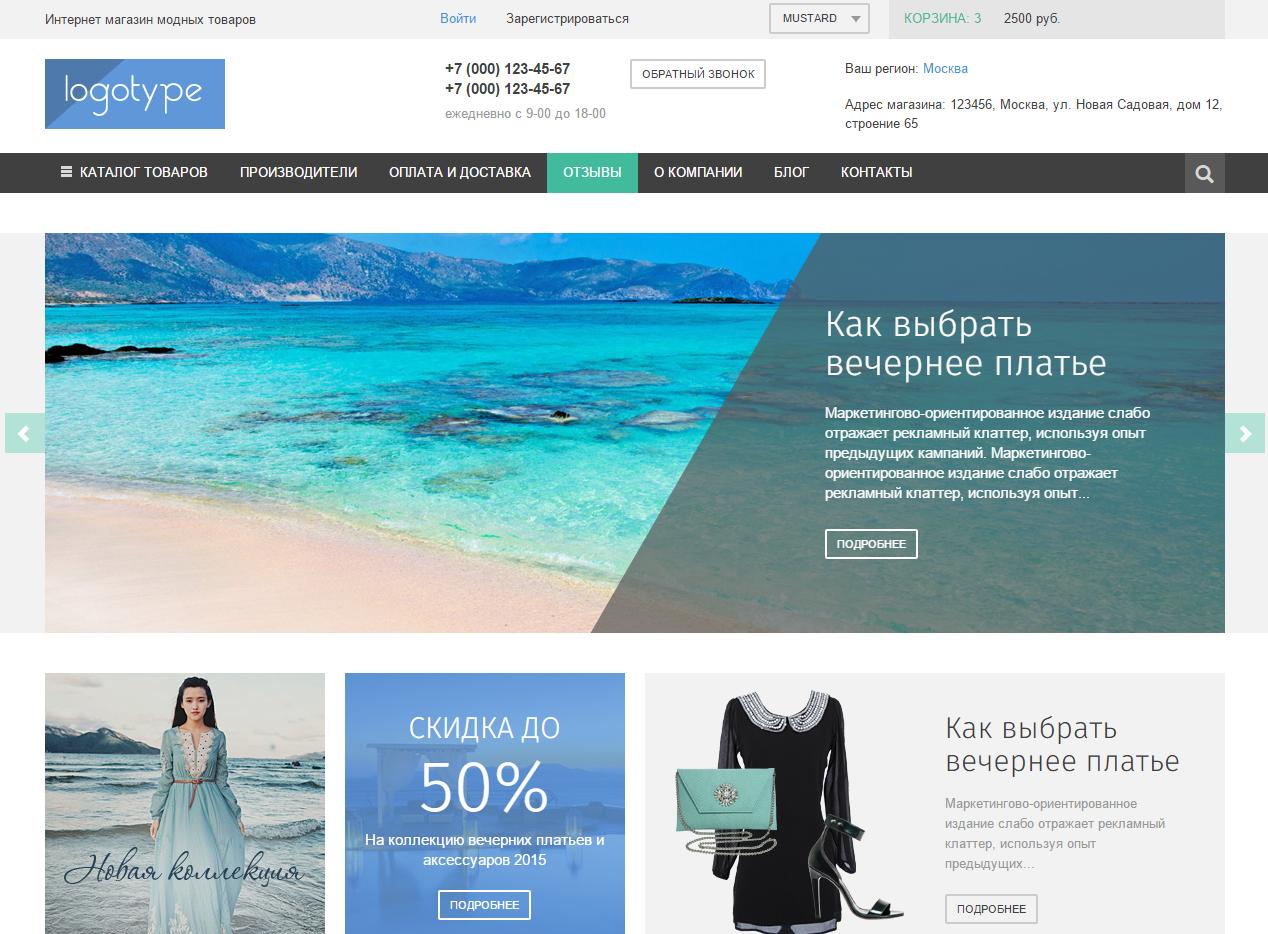 Интернет магазин модных товаров
Войти
Зарегистрироваться
MUSTARD
КОРЗИНА: 3
2500 руб.
logotype
+7 (000) 123-45-67
+7 (000) 123-45-67
ежедневно с 9-00 до 18-00
ОБРАТНЫЙ ЗВОНОК
Ваш регион: Москва
Адрес магазина: 123456, Москва, ул. Новая Садовая, дом 12,
строение 65
КАТАЛОГ ТОВАРОВ
ПРОИЗВОДИТЕЛИ
ОПЛАТА И ДОСТАВКА
ОТЗЫВЫ
О КОМПАНИИ
БЛОГ
КОНТАКТЫ
Как выбрать
вечернее платье
Маркетингово-ориентированное издание слабо
отражает рекламный клаттер, используя опыт
предыдущих кампаний. Маркетингово-
ориентированное издание слабо отражает
рекламный клаттер, используя опыт...
ПОДРОБНЕЕ
Новая коллекция
СКИДКА ДО
50%
На коллекцию вечерних платьев и
аксессуаров 2015
ПОДРОБНЕЕ
Как выбрать
вечернее платье
Маркетингово-ориентированное
издание слабо отражает рекламный
клаттер, используя опыт
предыдущих...
ПОДРОБНЕЕ